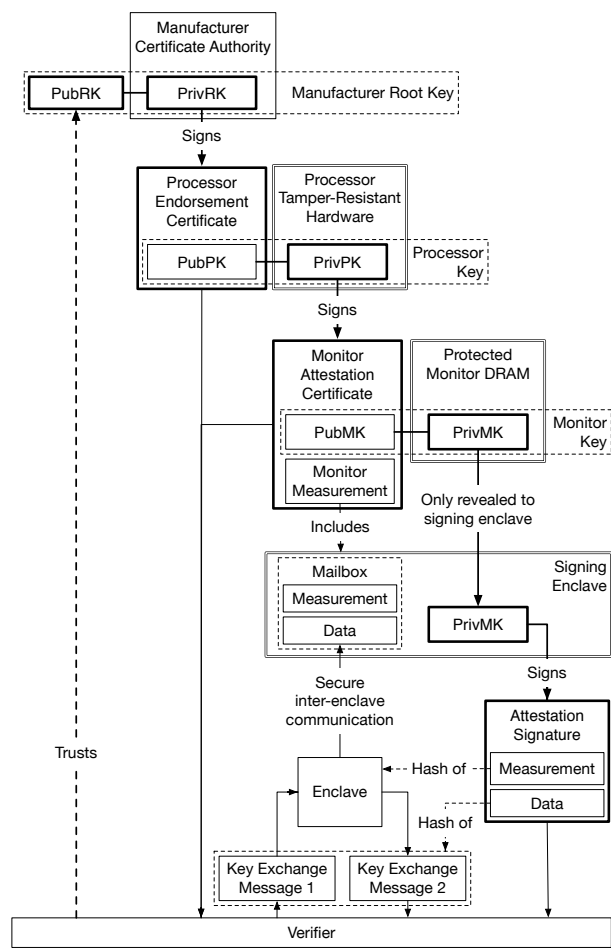 Manufacturer
Certificate Authority
PubRK
PrivRK
Manufacturer Root Key
Signs
Processor
Endorsement
Certificate
Processor
Tamper-Resistant
Hardware
PubPK
PrivPK
Processor
Key
Signs
Monitor
Attestation
Certificate
Protected
Monitor DRAM
PubMK
PrivMK
Monitor
Key
Monitor
Measurement
Only revealed to
signing enclave
Includes
Mailbox
Signing
Enclave
Measurement
Data
PrivMK
Signs
Secure
inter-enclave
communication
Attestation
Signature
Trusts
Enclave
Hash of
Measurement
Data
Hash of
Key Exchange
Message 1
Key Exchange
Message 2
Verifier